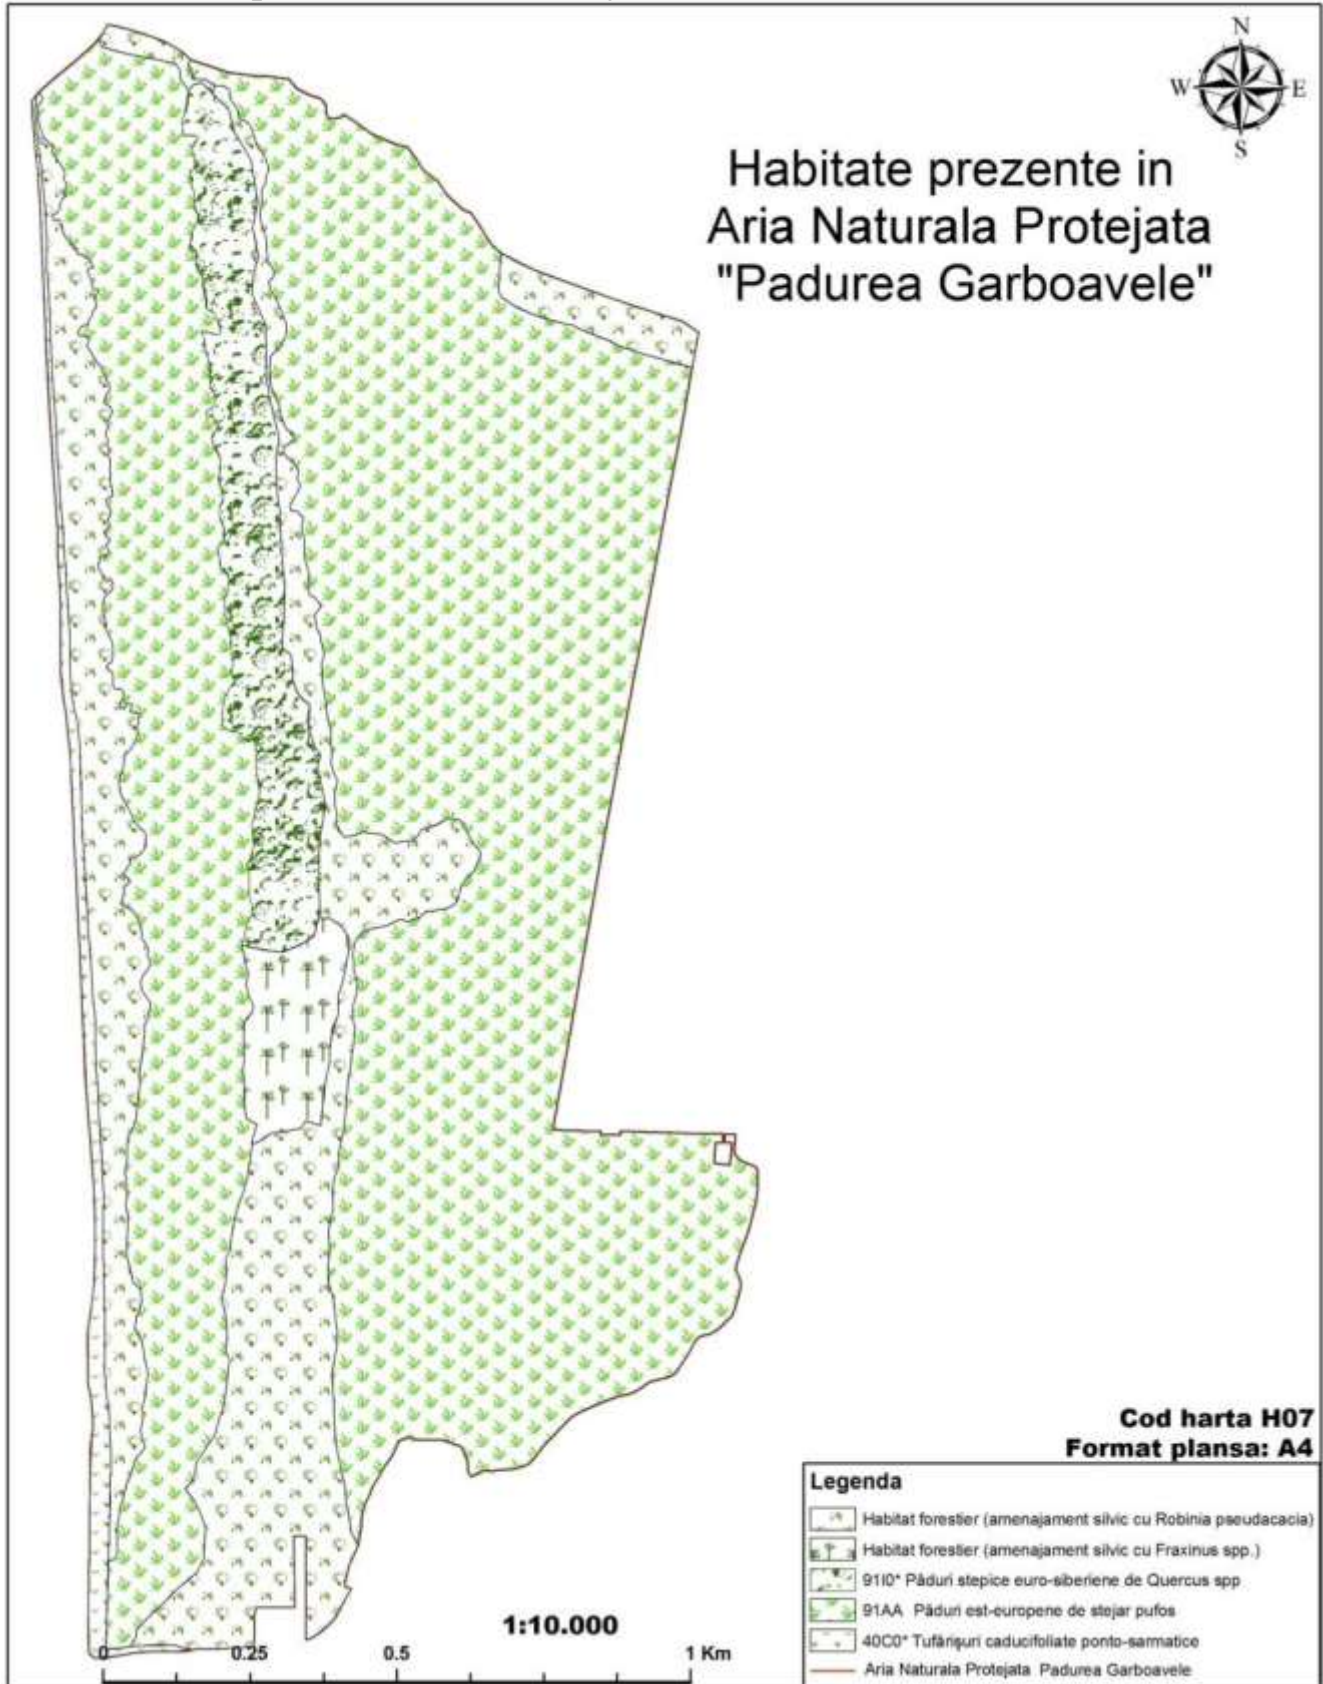 N
W E
S
Habitate prezente in
Aria Naturala Protejata
"Padurea Garboavele"
Cod harta H07
Format plansa: A4
Legenda
Habitat forestier (amenajament silvic cu Robinia pseudacacia)
Habitat forestier (amenajament silvic cu Fraxinus spp.)
91I0* Păduri stepice euro-siberiene de Quercus spp
91AA Păduri est-europene de stejar pufos
40C0* Tufărişuri caducifoliate ponto-sarmatice
Aria Naturala Protejata Padurea Garboavele
1:10.000
0 0.25 0.5 1 Km